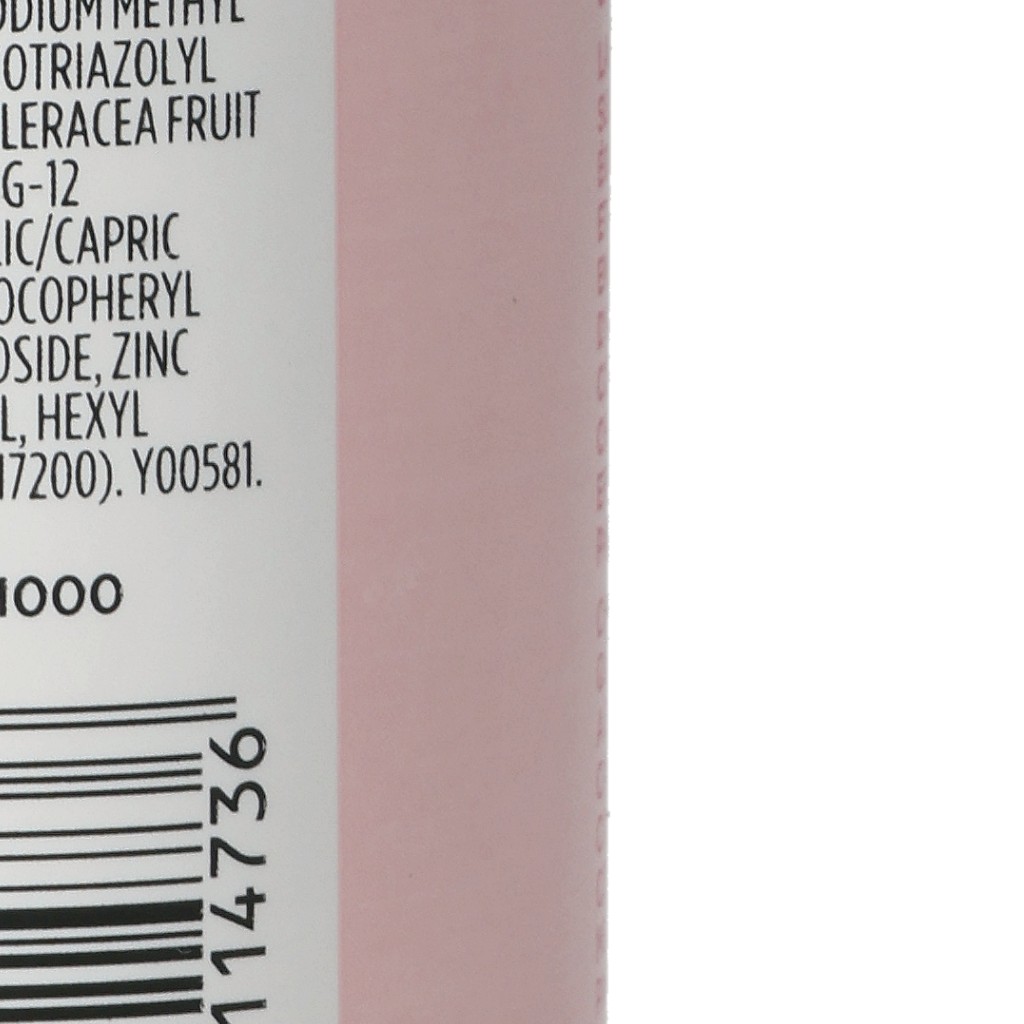 ODIUM METHYL
OTRIAZOLYL
LERACEA FRUIT
G-12
IC/CAPRIC
OCOPHERYL
OSIDE, ZINC
L, HEXYL
17200). Y00581.
1000
114736